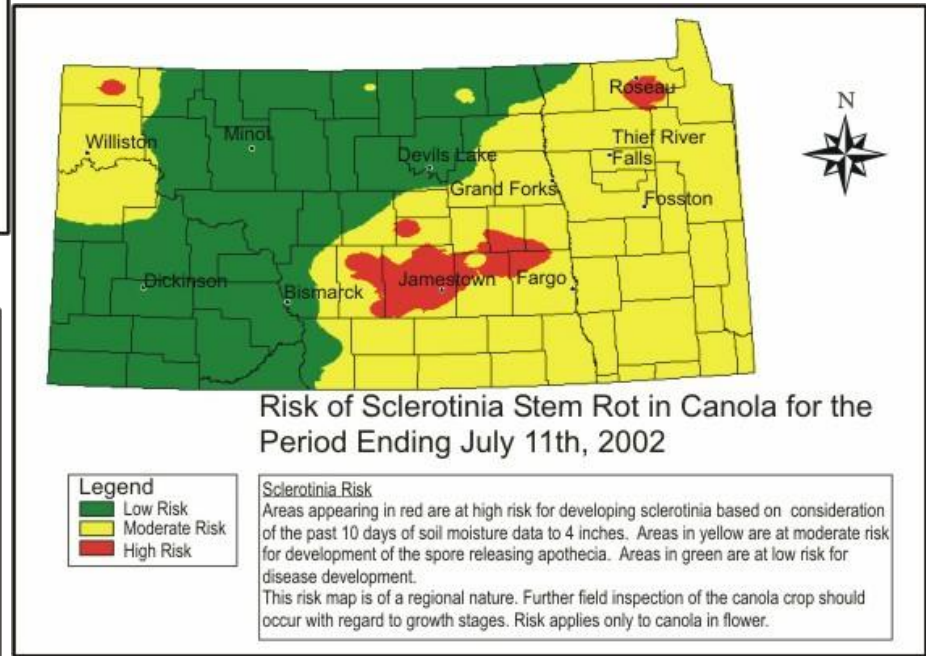 N
Roseau
Williston
Minot
Thief River
Falls
Devils Lake
Grand Forks
Fosston
Dickinson
Bismarck
Jamestown
Fargo
Risk of Sclerotinia Stem Rot in Canola for the
Period Ending July 11th, 2002
Legend
Low Risk
Moderate Risk
High Risk
Sclerotinia Risk
Areas appearing in red are at high risk for developing sclerotinia based on consideration
of the past 10 days of soil moisture data to 4 inches. Areas in yellow are at moderate risk
for development of the spore releasing apothecia. Areas in green are at low risk for
disease development.
This risk map is of a regional nature. Further field inspection of the canola crop should
occur with regard to growth stages. Risk applies only to canola in flower.